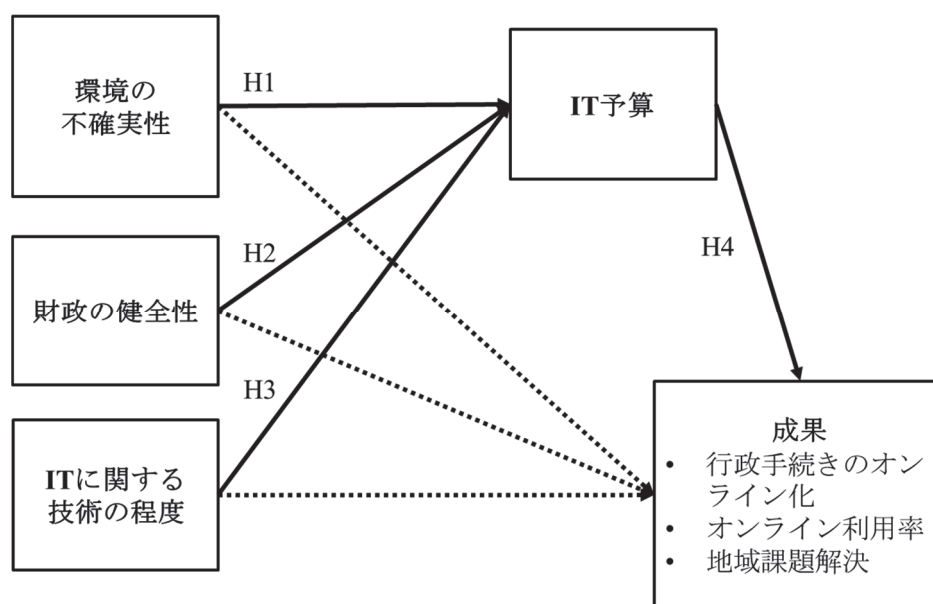 環境の
不確実性
H1
IT予算
H2
財政の健全性
H4
H3
ITに関する
技術の程度
成果
• 行政手続きのオン
ライン化
• オンライン利用率
• 地域課題解決